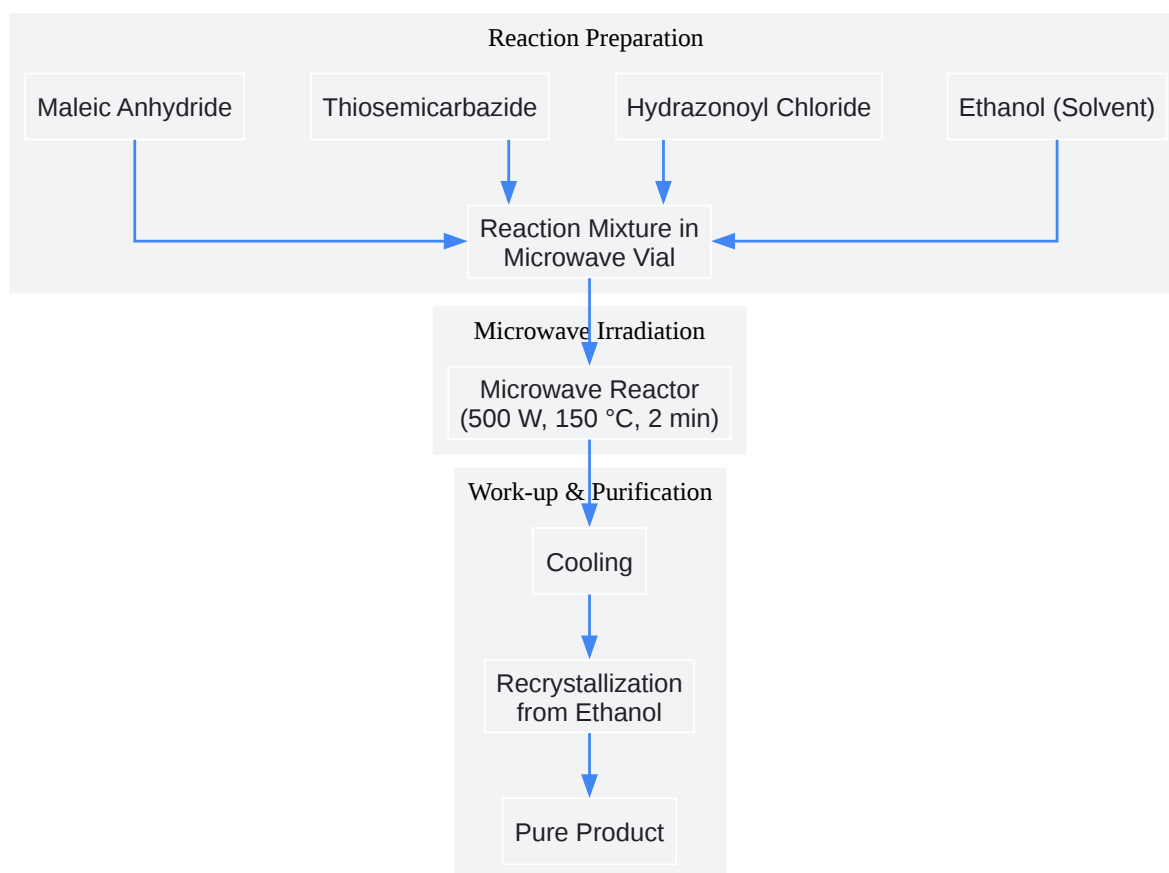 Reaction Preparation
Maleic Anhydride
Thiosemicarbazide
Hydrazonoyl Chloride
Ethanol (Solvent)
Reaction Mixture in
Microwave Vial
Microwave Irradiation
Microwave Reactor
(500 W, 150 °C, 2 min)
Work-up & Purification
Cooling
Recrystallization
from Ethanol
Pure Product